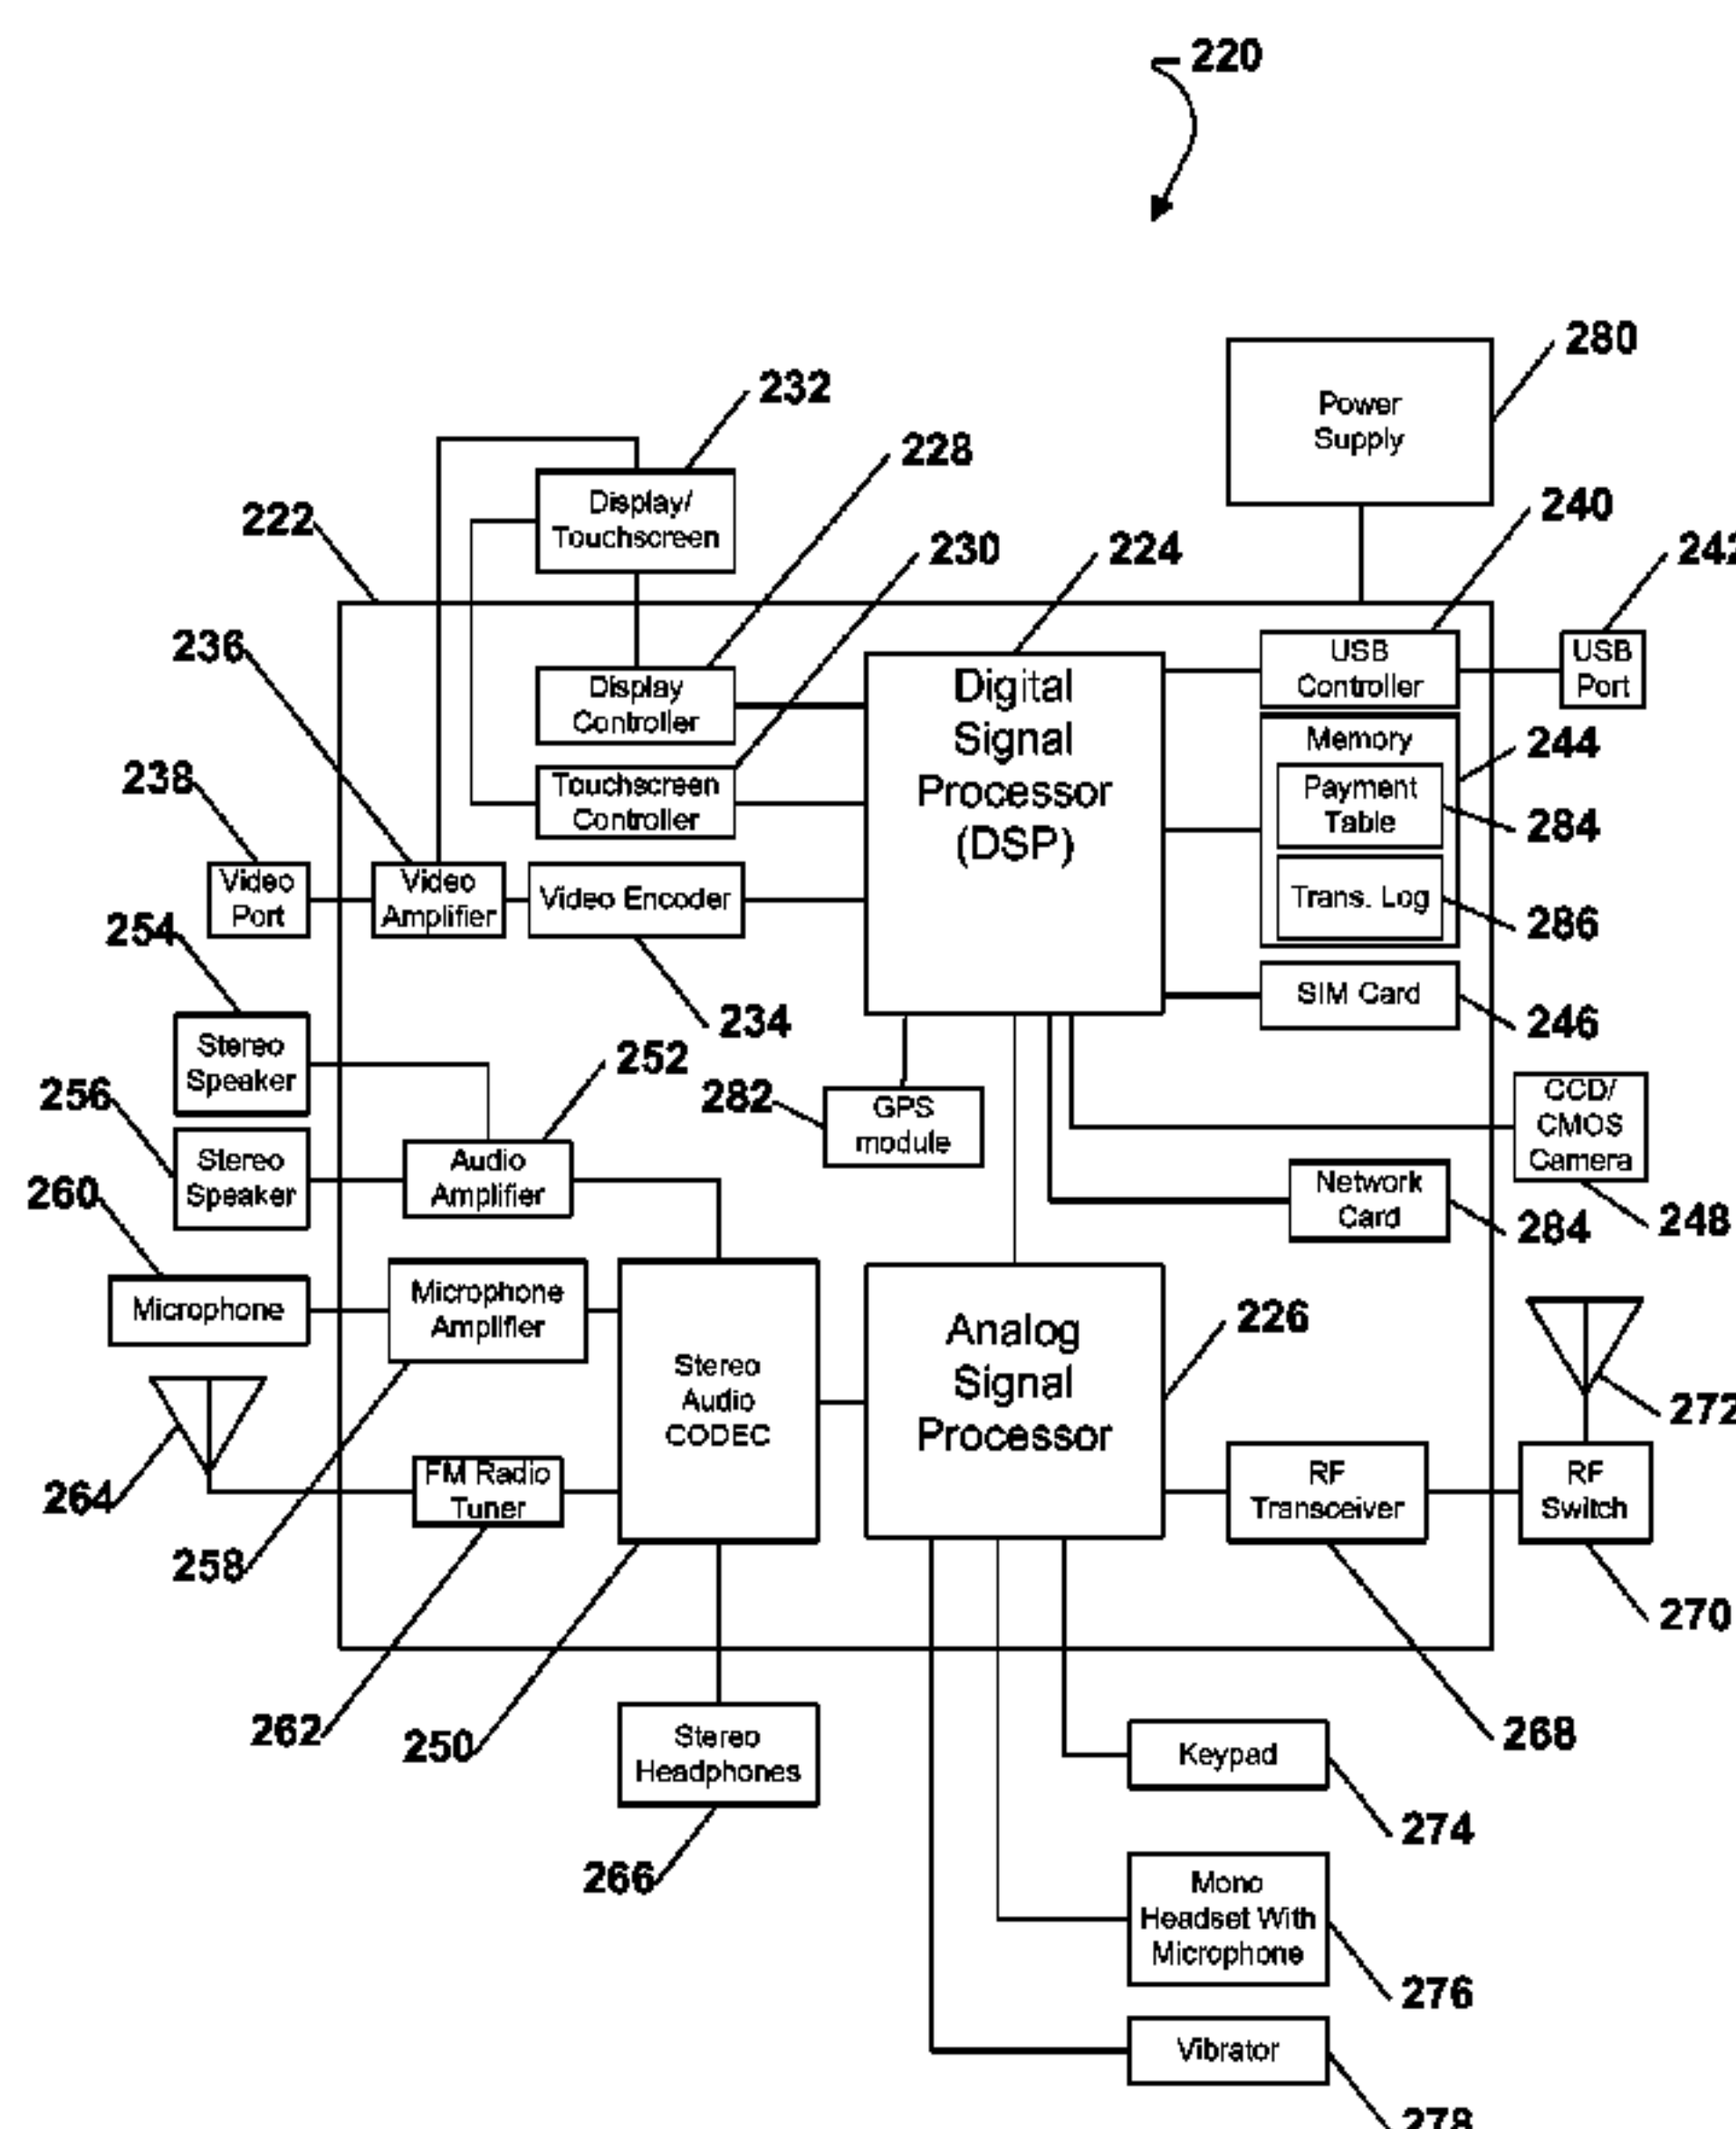 220
280
Power
Supply
232
228
Display/
Touchscreen
240
222
230
224
242
236
USB
Controller
USB
Port
Digital
Signal
Processor
(DSP)
Display
Controller
Memory
244
238
Touchscreen
Controller
Payment
Table
284
Video
Port
Video
Amplifier
Video Encoder
Trans. Log
286
254
234
SIM Card
246
Stereo
Speaker
252
256
282
GPS
module
CCD/
CMOS
Camera
Stereo
Speaker
Audio
Amplifier
260
Network
Card
284
248
Microphone
Microphone
Amplifier
Analog
Signal
Processor
226
Stereo
Audio
CODEC
272
264
FM Radio
Tuner
RF
Transceiver
RF
Switch
258
270
262
250
Stereo
Headphones
268
Keypad
274
266
Mono
Headset With
Microphone
276
Vibrator
278